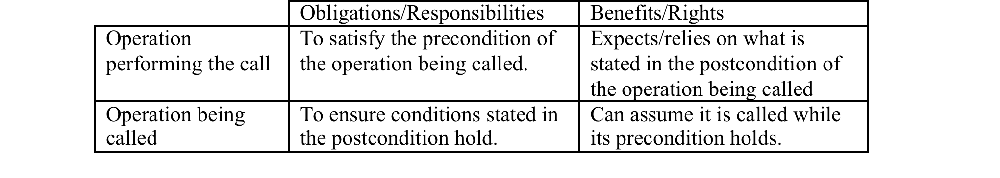 Obligations/Responsibilities
Benefits/Rights
Operation
performing the call
To satisfy the precondition of
the operation being called.
Expects/relies on what is
stated in the postcondition of
the operation being called
Operation being
called
To ensure conditions stated in
the postcondition hold.
Can assume it is called while
its precondition holds.